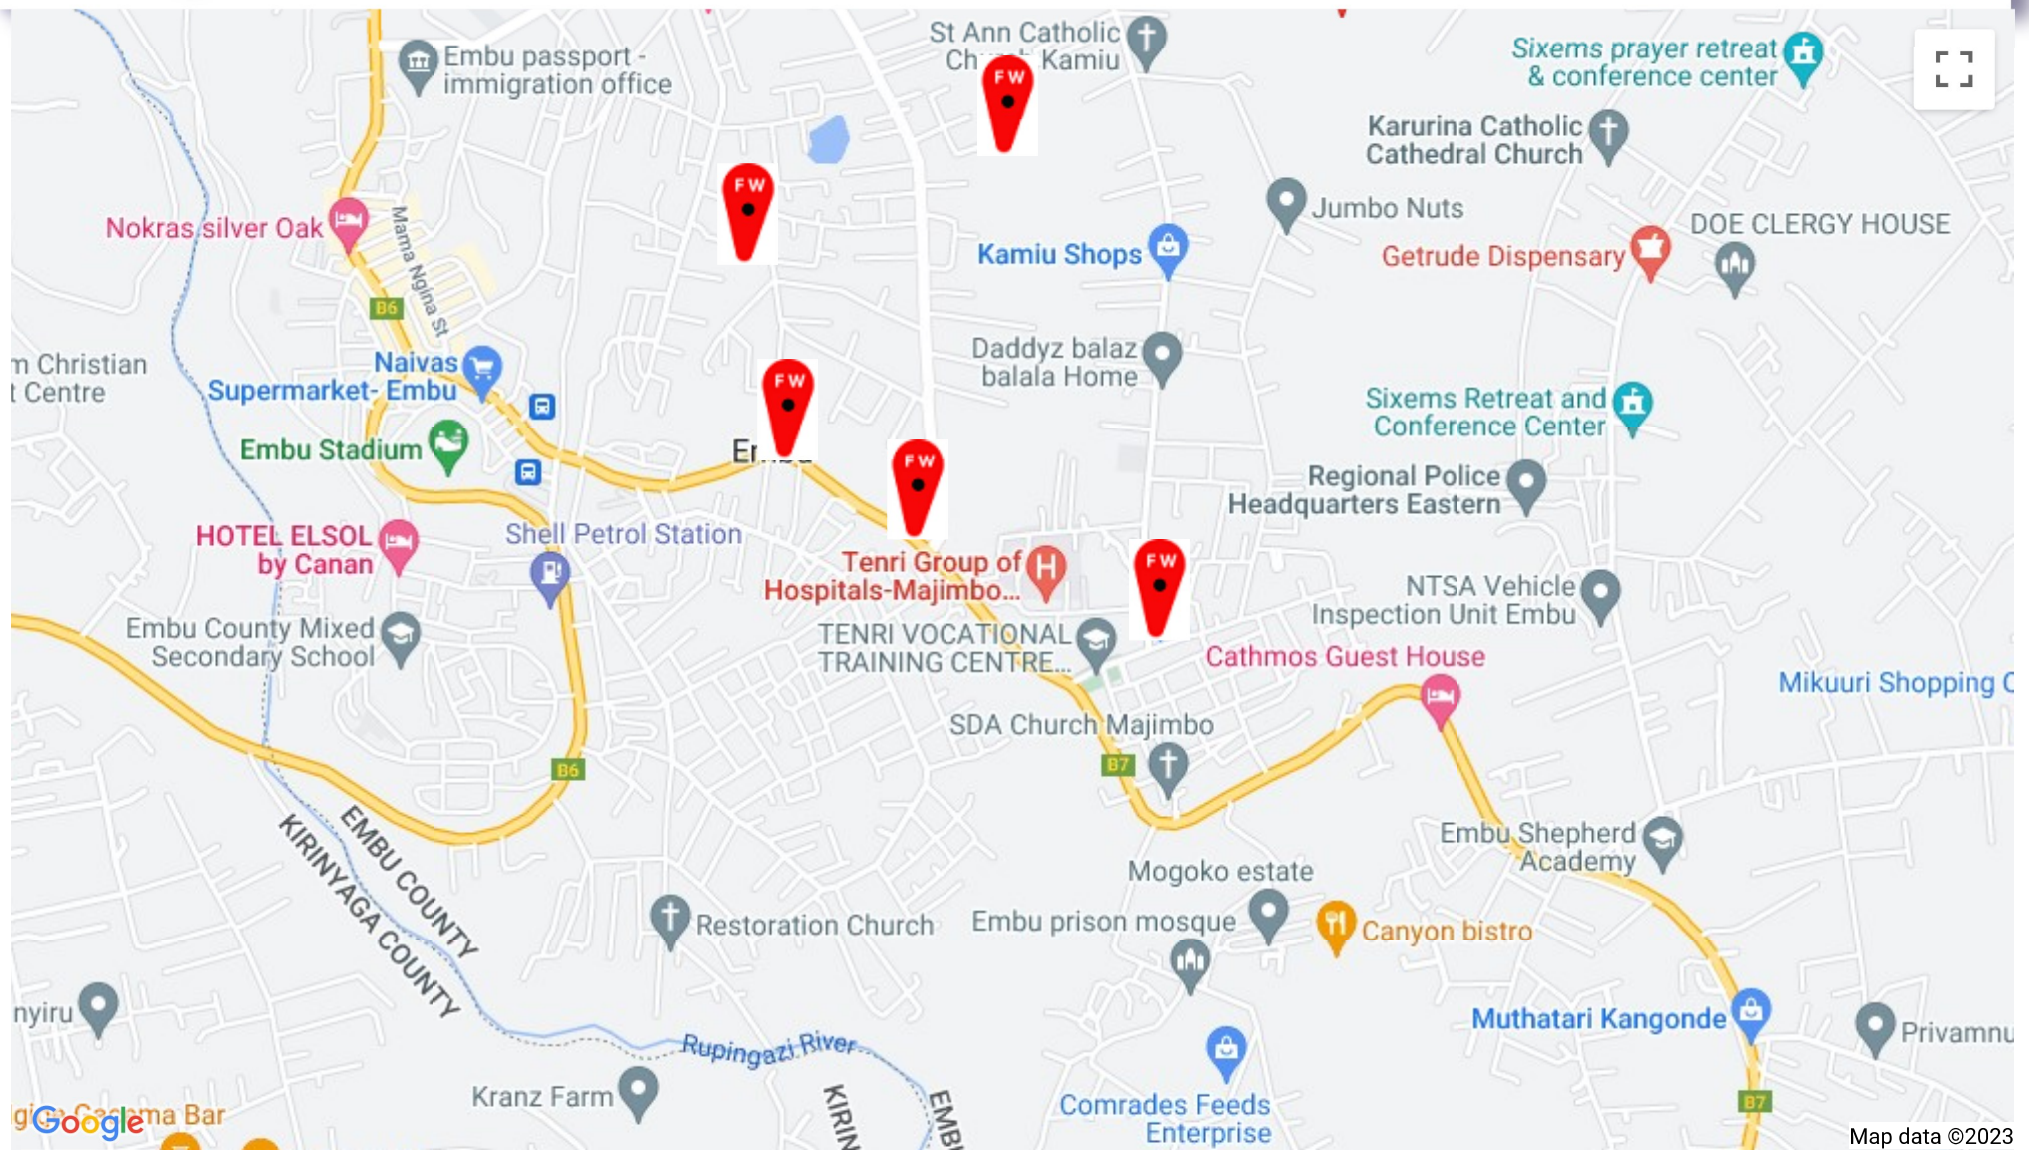 Embu passport -
immigration office
St Ann Catholic
Kamiu
FW
Sixems prayer retreat
& conference center
Karurina Catholic
Cathedral Church
FW
Nokras silver Oak
Mama Ngina St
Jumbo Nuts
DOE CLERGY HOUSE
Kamiu Shops
Getrude Dispensary
B6
m Christian
t Centre
Naivas
Supermarket- Embu
Daddyz balaz
balala Home
FW
Sixems Retreat and
Conference Center
Embu Stadium
Embu
FW
Regional Police
Headquarters Eastern
HOTEL ELSOL
by Canan
Shell Petrol Station
Tenri Group of
Hospitals-Majimbo...
FW
NTSA Vehicle
Inspection Unit Embu
Embu County Mixed
Secondary School
TENRI VOCATIONAL
TRAINING CENTRE...
Cathmos Guest House
Mikuuri Shopping C
SDA Church Majimbo
B6
B7
EMBU COUNTY
KIRINYAGA COUNTY
Embu Shepherd
Academy
Mogoko estate
Restoration Church
Embu prison mosque
Canyon bistro
nyiru
Muthatari Kangonde
Privamnu
Rupingazi River
Kranz Farm
KIRIN
EMBU
Comrades Feeds
Enterprise
B7
ma Bar
Google
Map data ©2023